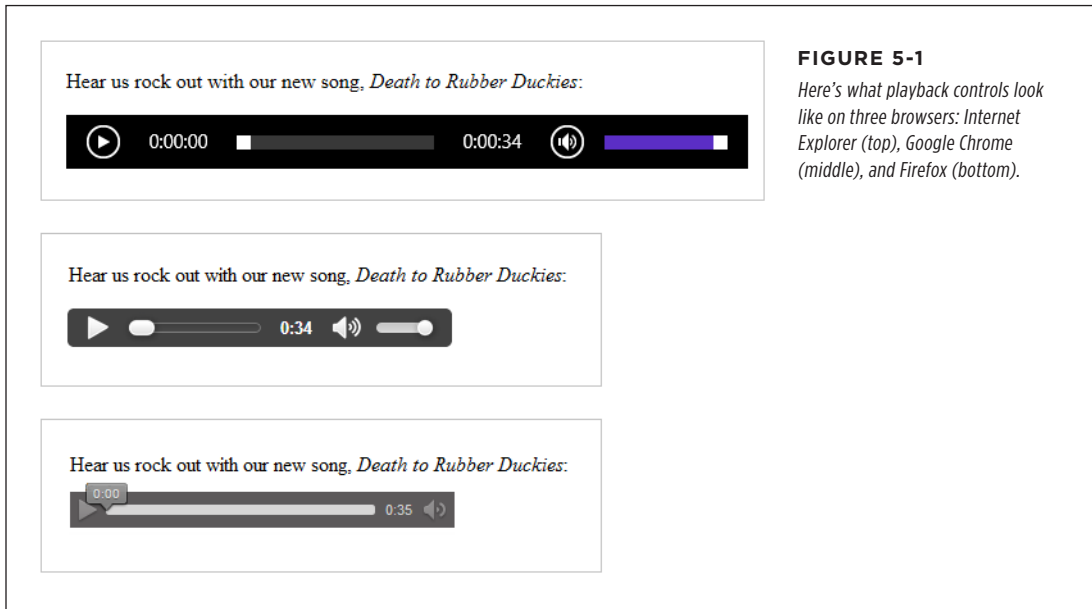 Hear us rock out with our new song, Death to Rubber Duckies:
0:00:00 0:00:34
Hear us rock out with our new song, Death to Rubber Duckies:
0:34
Hear us rock out with our new song, Death to Rubber Duckies:
0:00
0:35
FIGURE 5-1
Here's what playback controls look
like on three browsers: Internet
Explorer (top), Google Chrome
(middle), and Firefox (bottom).